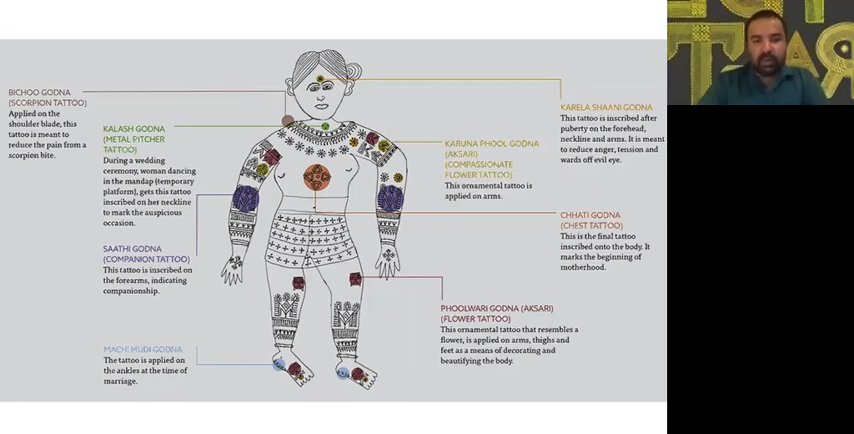 BICHOO GODNA
(SCORPION TATTOO)
Applied on the
shoulder blade, this
tattoo is meant to
reduce the pain from a
scorpion bite.
KALASH GODNA
(METAL PITCHER
TATTOO)
During a wedding
ceremony, woman dancing
in the mandap (temporary
platform), gets this tattoo
inscribed on her neckline
to mark the auspicious
occasion.
SAATHI GODNA
(COMPANION TATTOO)
This tattoo is inscribed on
the forearms, indicating
companionship.
MACHI MUDI GODNA
The tattoo is applied on
the ankles at the time of
marriage.
KARELA SHAANI GODNA
This tattoo is inscribed after
puberty on the forehead,
neckline and arms. It is meant
to reduce anger, tension and
wards off evil eye.
KARUNA PHOOL GODNA
(AKSARI)
(COMPASSIONATE
FLOWER TATTOO)
This ornamental tattoo is
applied on arms.
CHHATI GODNA
(CHEST TATTOO)
This is the final tattoo
inscribed onto the body. It
marks the beginning of
motherhood.
PHOOLWARI GODNA (AKSARI)
(FLOWER TATTOO)
This ornamental tattoo that resembles a
flower, is applied on arms, thighs and
feet as a means of decorating and
beautifying the body.